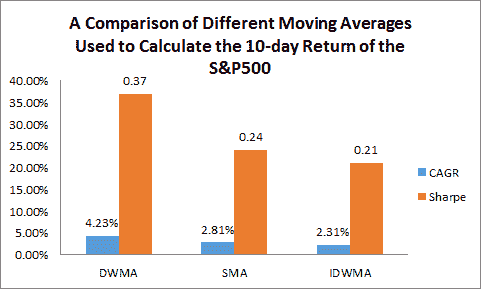 A Comparison of Different Moving Averages
Used to Calculate the 10-day Return of the
S&P500
40.00%
35.00%
30.00%
25.00%
20.00%
15.00%
10.00%
5.00%
0.00%
0.37
0.24
0.21
4.23%
2.81%
2.31%
DWMA
SMA
IDWMA
CAGR
Sharpe